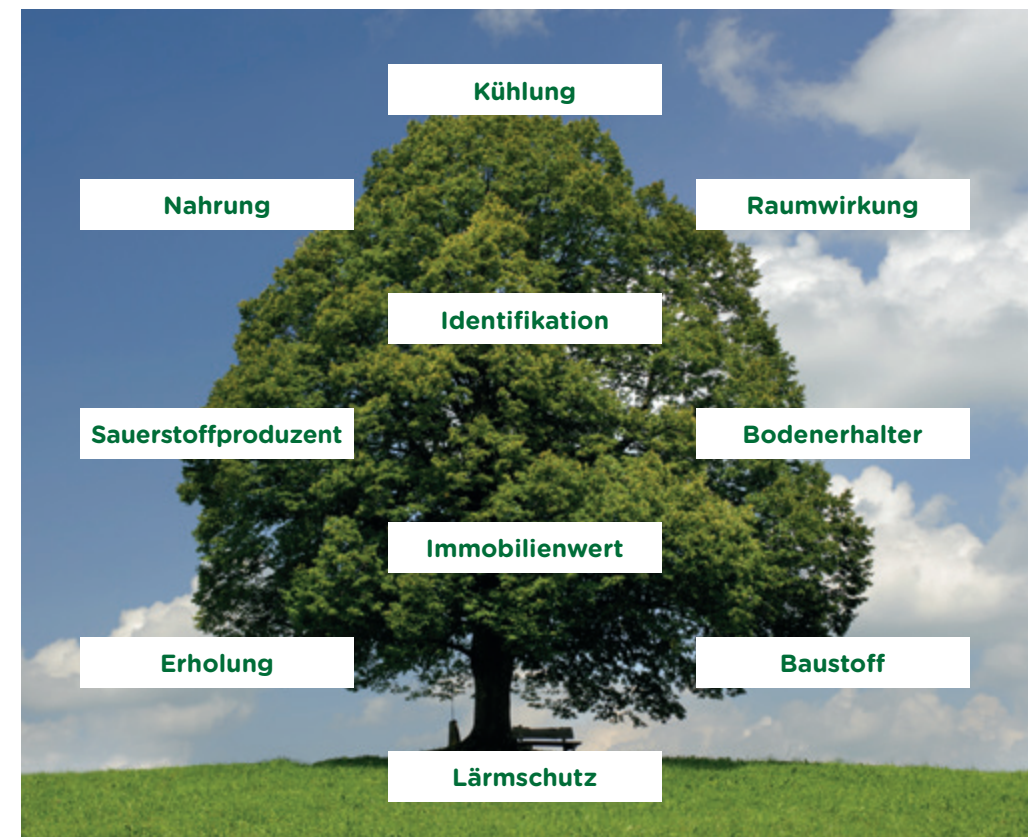 Kühlung
Nahrung
Raumwirkung
Identifikation
Sauerstoffproduzent
Bodenerhalter
Immobilienwert
Erholung
Baustoff
Lärmschutz